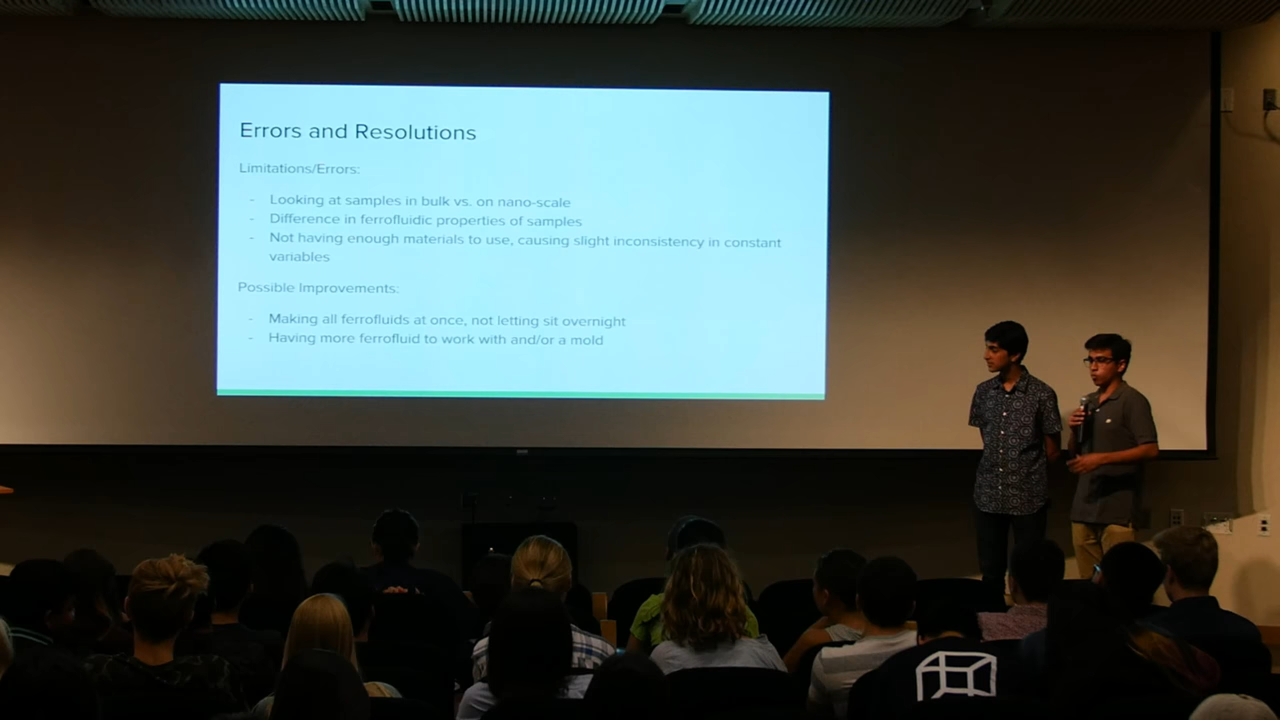 Errors and Resolutions
Limitations/Errors:
- Looking at samples in bulk vs. on nano-scale
- Difference in ferrofluidic properties of samples
- Not having enough materials to use, causing slight inconsistency in constant
variables
Possible Improvements:
- Making all ferrofluids at once, not letting sit overnight
- Having more ferrofluid to work with and/or a mold